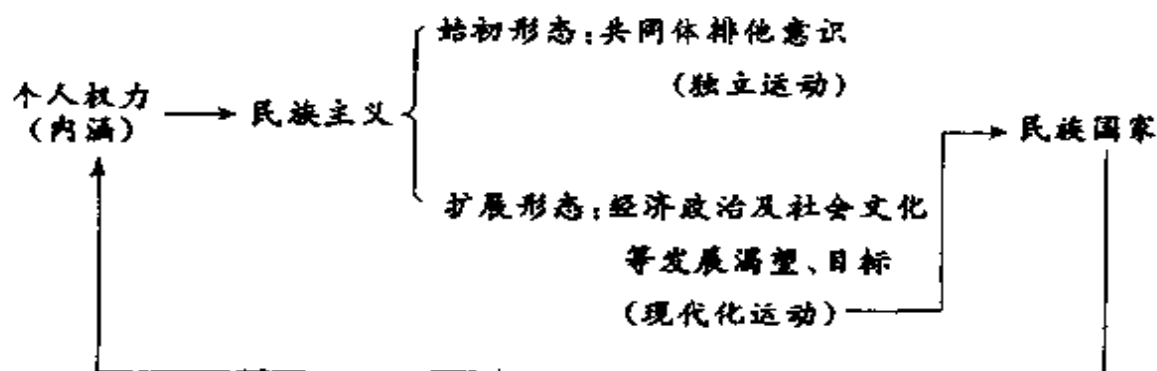 始初形态：共同体排他意识
（独立运动）
个人权力
（内涵）
民族主义
民族国家
扩展形态：经济政治及社会文化
等发展渴望、目标
（现代化运动）